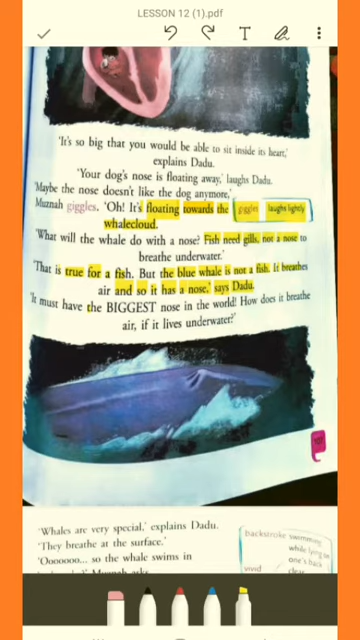 LESSON 12 (1).pdf
'It's so big that you would be able to sit inside its heart,'
explains Dadu.
'Your dog's nose is floating away,' laughs Dadu.
'Maybe the nose doesn't like the dog anymore,'
Muznah giggles. 'Oh! It's floating towards the
giggles laughs lightly
whalecloud.
'What will the whale do with a nose? Fish need gills, not a nose to
breathe underwater.'
'That is true for a fish. But the blue whale is not a fish. It breathes
air and so it has a nose,' says Dadu.
'It must have the BIGGEST nose in the world! How does it breathe
air, if it lives underwater?'
'Whales are very special,' explains Dadu.
'They breathe at the surface.'
'Ooooooo... so the whale swims in
Muznah asks
backstroke swimming
while lying on
one's back
vivid clear